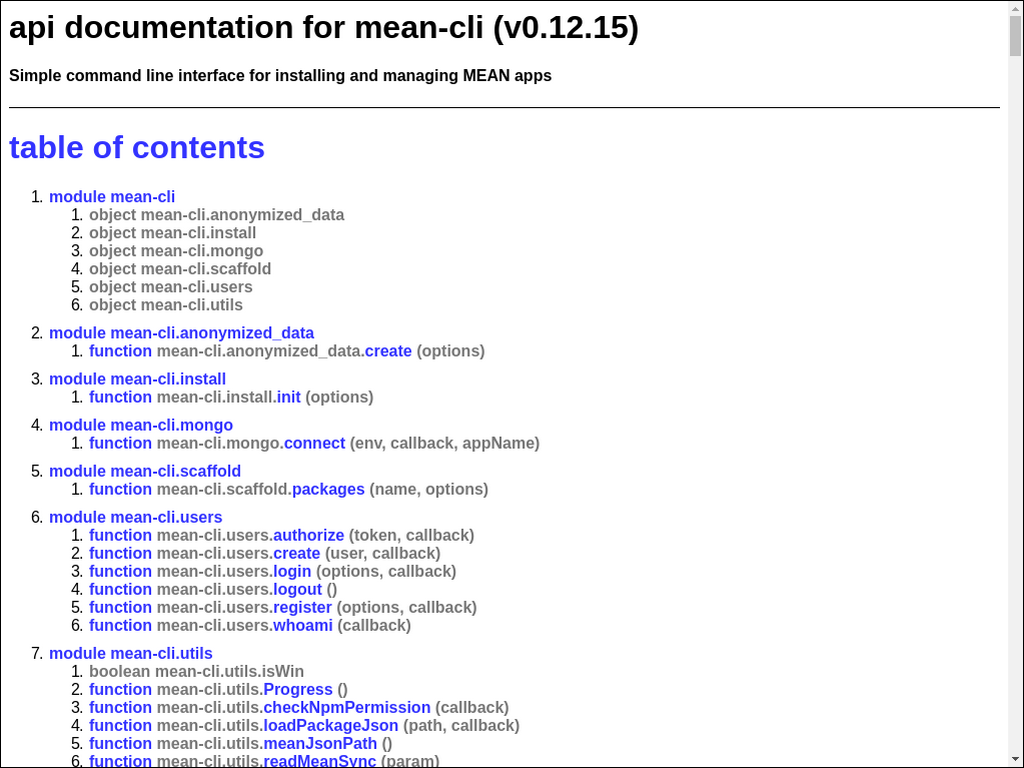 api documentation for mean-cli (v0.12.15)
Simple command line interface for installing and managing MEAN apps
table of contents
1. module mean-cli
1. object mean-cli.anonymized_data
2. object mean-cli.install
3. object mean-cli.mongo
4. object mean-cli.scaffold
5. object mean-cli.users
6. object mean-cli.utils
2. module mean-cli.anonymized_data
1. function mean-cli.anonymized_data.create (options)
3. module mean-cli.install
1. function mean-cli.install.init (options)
4. module mean-cli.mongo
1. function mean-cli.mongo.connect (env, callback, appName)
5. module mean-cli.scaffold
1. function mean-cli.scaffold.packages (name, options)
6. module mean-cli.users
1. function mean-cli.users.authorize (token, callback)
2. function mean-cli.users.create (user, callback)
3. function mean-cli.users.login (options, callback)
4. function mean-cli.users.logout ()
5. function mean-cli.users.register (options, callback)
6. function mean-cli.users.whoami (callback)
7. module mean-cli.utils
1. boolean mean-cli.utils.isWin
2. function mean-cli.utils.Progress ()
3. function mean-cli.utils.checkNpmPermission (callback)
4. function mean-cli.utils.loadPackageJson (path, callback)
5. function mean-cli.utils.meanJsonPath ()
6. function mean-cli.utils.readMeanSync (param)